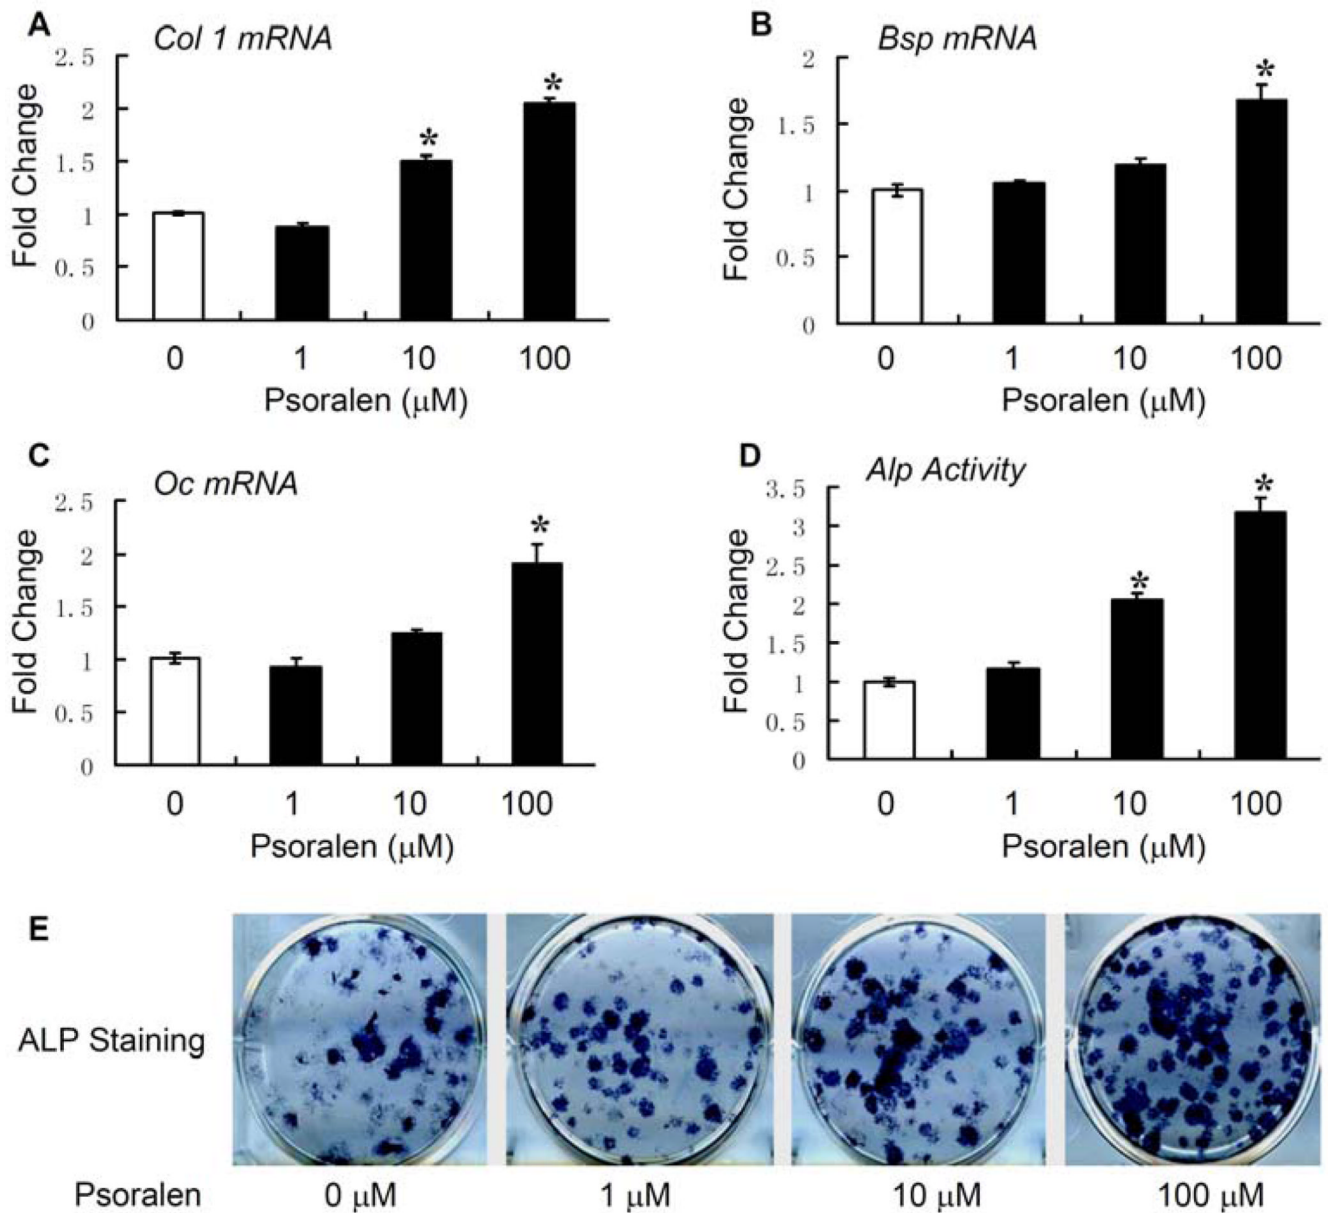 A
Col 1 mRNA
Fold Change
2.5
2
1.5
1
0.5
0
0 1 10 100
Psoralen (μM)
*
*
B
Bsp mRNA
Fold Change
2
1.5
1
0.5
0
0 1 10 100
Psoralen (μM)
*
C
Oc mRNA
Fold Change
2.5
2
1.5
1
0.5
0
0 1 10 100
Psoralen (μM)
*
D
Alp Activity
Fold Change
3.5
3
2.5
2
1.5
1
0.5
0
0 1 10 100
Psoralen (μM)
*
*
E
ALP Staining
Psoralen 0 μM 1 μM 10 μM 100 μM